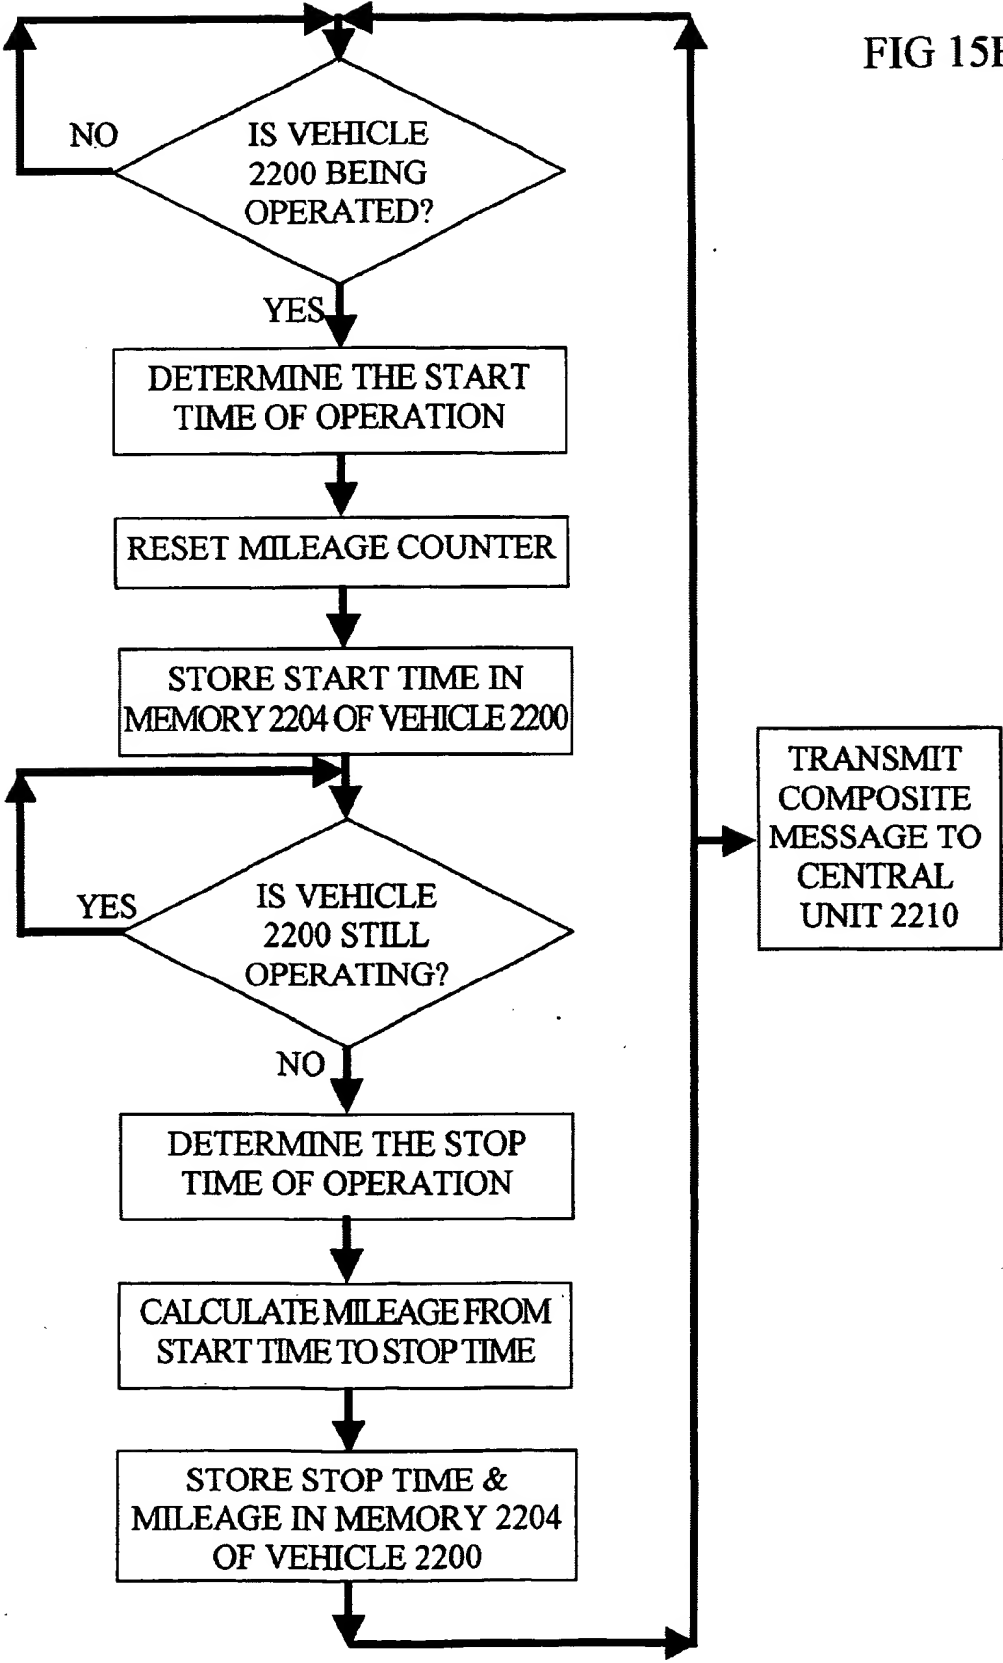 FIG 15
NO
IS VEHICLE
2200 BEING
OPERATED?
YES
DETERMINE THE START
TIME OF OPERATION
RESET MILEAGE COUNTER
STORE START TIME IN
MEMORY 2204 OF VEHICLE 2200
YES
IS VEHICLE
2200 STILL
OPERATING?
NO
DETERMINE THE STOP
TIME OF OPERATION
CALCULATE MILEAGE FROM
START TIME TO STOP TIME
STORE STOP TIME &
MILEAGE IN MEMORY 2204
OF VEHICLE 2200
TRANSMIT
COMPOSITE
MESSAGE TO
CENTRAL
UNIT 2210